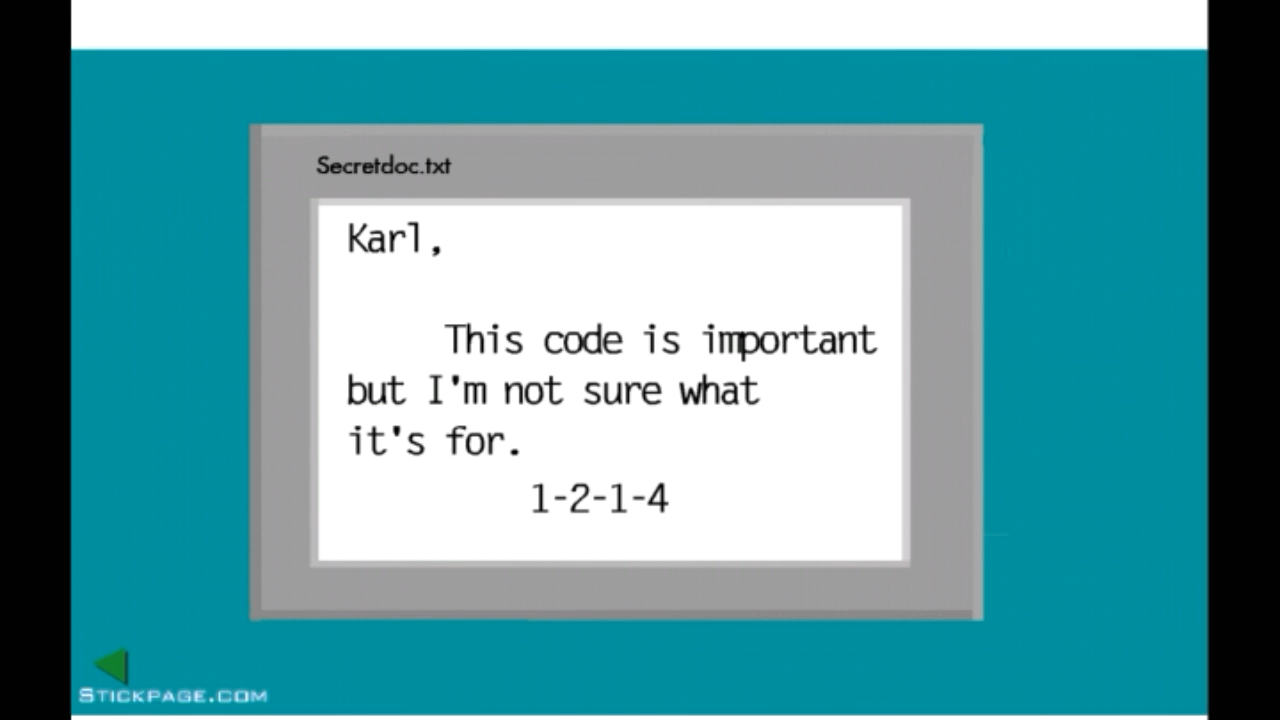 Secretdoc.txt
Karl,
This code is important
but I'm not sure what
it's for.
1-2-1-4
STICKPAGE.COM